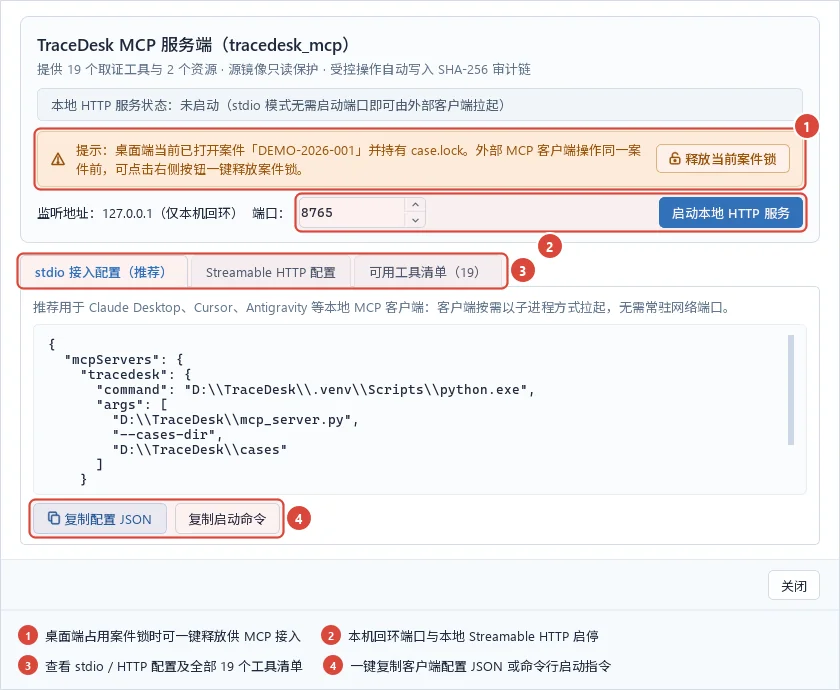 TraceDesk MCP 服务端（tracedesk_mcp）
提供 19 个取证工具与 2 个资源 · 源镜像只读保护 · 受控操作自动写入 SHA-256 审计链
本地 HTTP 服务状态：未启动（stdio 模式无需启动端口即可由外部客户端拉起）
1
提示：桌面端当前已打开案件「DEMO-2026-001」并持有 case.lock。外部 MCP 客户端操作同一案
件前，可点击右侧按钮一键释放案件锁。
释放当前案件锁
监听地址：127.0.0.1（仅本机回环） 端口： 8765 启动本地 HTTP 服务
2
stdio 接入配置（推荐） Streamable HTTP 配置 可用工具清单（19） 3
推荐用于 Claude Desktop、Cursor、Antigravity 等本地 MCP 客户端：客户端按需以子进程方式拉起，无需常驻网络端口。
{
  "mcpServers": {
    "tracedesk": {
      "command": "D:\\TraceDesk\\.venv\\Scripts\\python.exe",
      "args": [
        "D:\\TraceDesk\\mcp_server.py",
        "--cases-dir",
        "D:\\TraceDesk\\cases"
      ]
    }
复制配置 JSON 复制启动命令 4
关闭
1 桌面端占用案件锁时可一键释放供 MCP 接入 2 本机回环端口与本地 Streamable HTTP 启停
3 查看 stdio / HTTP 配置及全部 19 个工具清单 4 一键复制客户端配置 JSON 或命令行启动指令